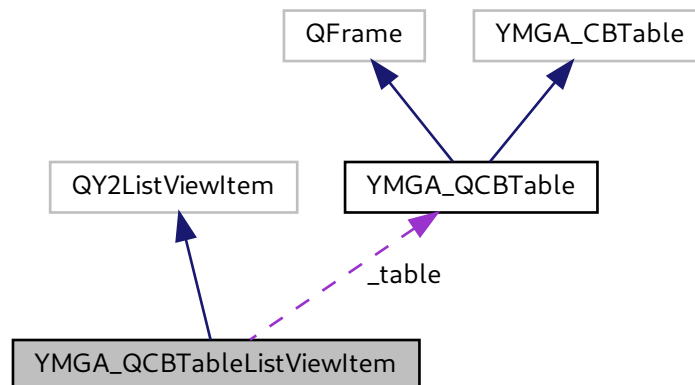 QFrame
YMGA_CBTable
QY2ListViewItem
YMGA_QCBTable
_table
YMGA_QCBTableListViewItem